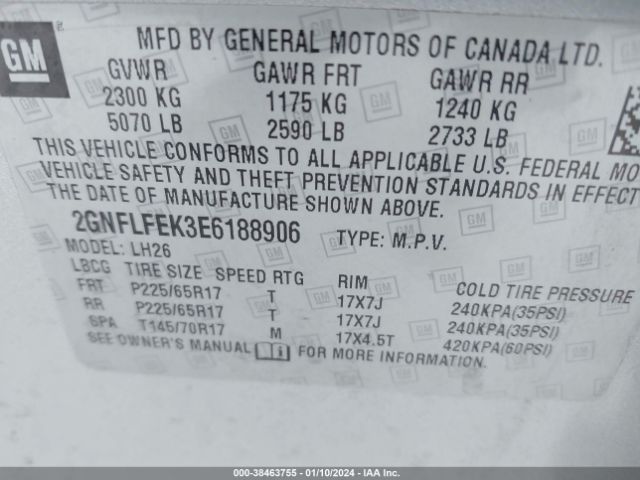 GM
MFD BY GENERAL MOTORS OF CANADA LTD.
GVWR GAWR FRT GAWR RR
2300 KG 1175 KG 1240 KG
5070 LB 2590 LB 2733 LB
THIS VEHICLE CONFORMS TO ALL APPLICABLE U.S. FEDERAL MO
VEHICLE SAFETY AND THEFT PREVENTION STANDARDS IN EFFECT
THE DATE OF MANUFACTURE SHOWN ABOVE.
2GNFLFEK3E6188906 TYPE: M.P.V.
MODEL: LH26
LBCG TIRE SIZE SPEED RTG RIM COLD TIRE PRESSURE
FRT P225/65R17 T 17X7J 240KPA(35PSI)
RR P225/65R17 T 17X7J 240KPA(35PSI)
SPA T145/70R17 M 17X4.5T 420KPA(60PSI)
SEE OWNER'S MANUAL FOR MORE INFORMATION.
000-38463755 - 01/10/2024 - IAAI.com